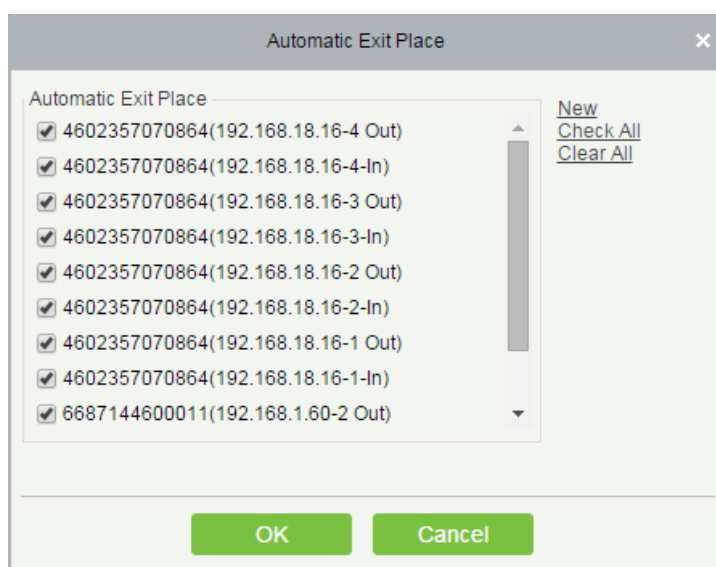 Automatic Exit Place
Automatic Exit Place
4602357070864(192.168.18.16-4 Out)
4602357070864(192.168.18.16-4-In)
4602357070864(192.168.18.16-3 Out)
4602357070864(192.168.18.16-3-In)
4602357070864(192.168.18.16-2 Out)
4602357070864(192.168.18.16-2-In)
4602357070864(192.168.18.16-1 Out)
4602357070864(192.168.18.16-1-In)
6687144600011(192.168.1.60-2 Out)
New
Check All
Clear All
OK
Cancel